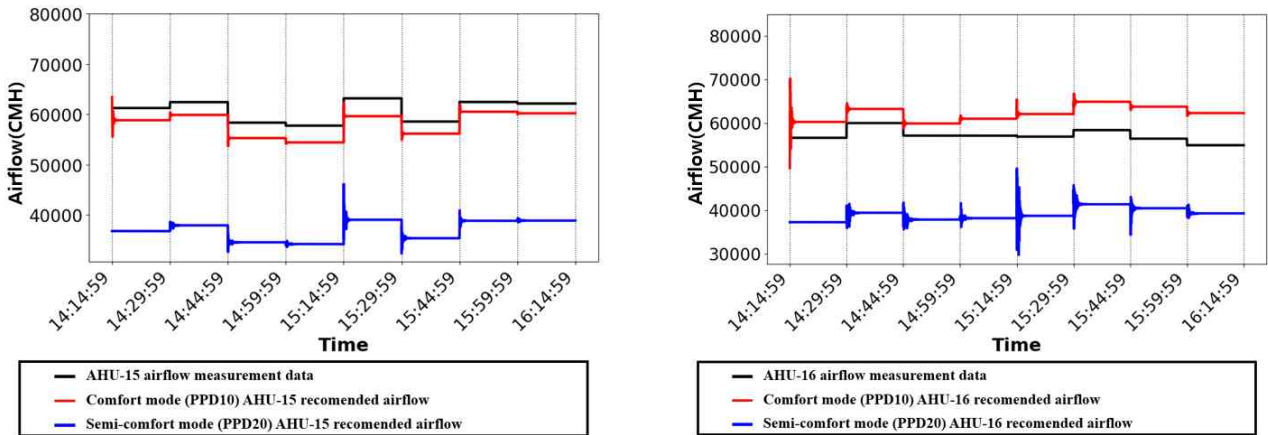 80000
70000
60000
50000
40000
Airflow(CMH)
14:14:59
14:29:59
14:44:59
14:59:59
15:14:59
15:29:59
15:44:59
15:59:59
16:14:59
Time
AHU-15 airflow measurement data
Comfort mode (PPD10) AHU-15 recomended airflow
Semi-comfort mode (PPD20) AHU-15 recomended airflow
80000
70000
60000
50000
40000
30000
Airflow(CMH)
14:14:59
14:29:59
14:44:59
14:59:59
15:14:59
15:29:59
15:44:59
15:59:59
16:14:59
Time
AHU-16 airflow measurement data
Comfort mode (PPD10) AHU-16 recomended airflow
Semi-comfort mode (PPD20) AHU-16 recomended airflow